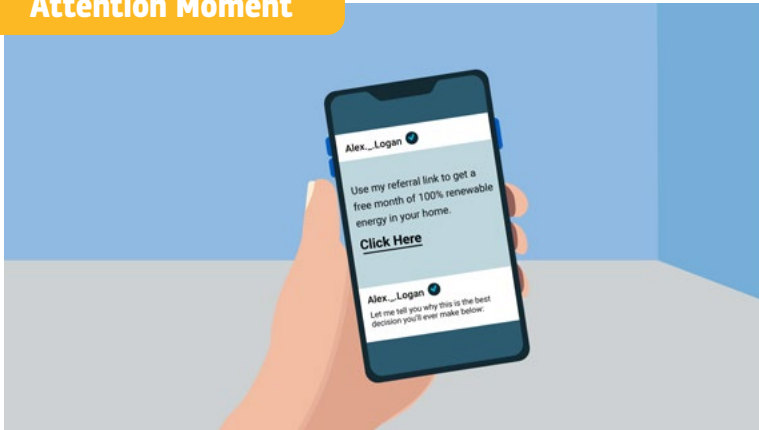 Attention Moment
Alex._.Logan
Use my referral link to get a
free month of 100% renewable
energy in your home.
Click Here
Alex._.Logan
Let me tell you why this is the best
decision you'll ever make below: